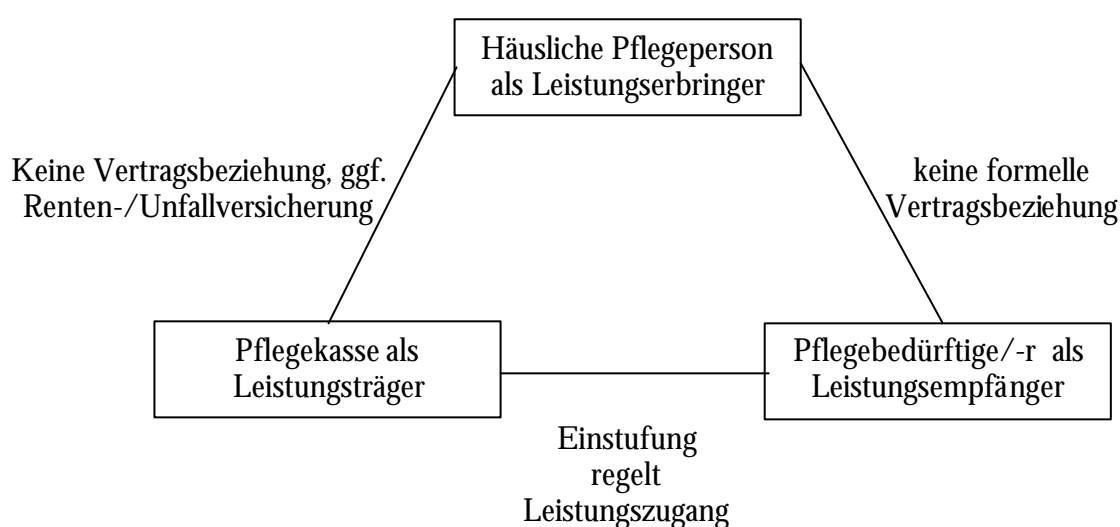 Häusliche Pflegeperson
als Leistungserbringer
Keine Vertragsbeziehung, ggf.
Renten-/Unfallversicherung
keine formelle
Vertragsbeziehung
Pflegekasse als
Leistungsträger
Pflegebedürftige/-r als
Leistungsempfänger
Einstufung
regelt
Leistungszugang